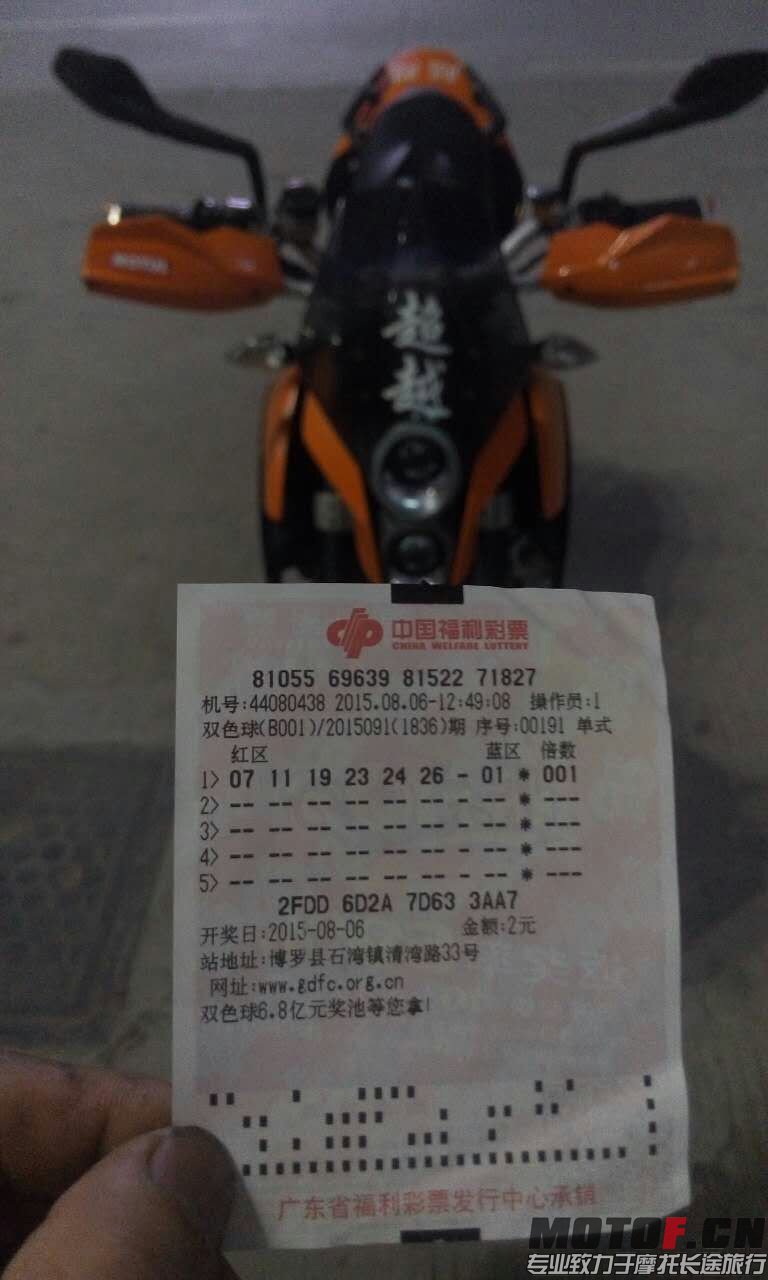 超越
中国福利彩票
CHINA WELFARE LOTTERY
81055 69639 81522 71827
机号:44080438 2015.08.06-12:49:08 操作员:1
双色球(B001)/2015091(1836)期 序号:00191 单式
红区 蓝区 倍数
1> 07 11 19 23 24 26 - 01 * 001
2> -- -- -- -- -- -- - -- * ---
3> -- -- -- -- -- -- - -- * ---
4> -- -- -- -- -- -- - -- * ---
5> -- -- -- -- -- -- - -- * ---
2FDD 6D2A 7D63 3AA7
开奖日:2015-08-06 金额:2元
站地址:博罗县石湾镇清湾路33号
网址:www.gdfc.org.cn
双色球6.8亿元奖池等您拿!
广东省福利彩票发行中心承销
MOTOF.CN
专业致力于摩托长途旅行